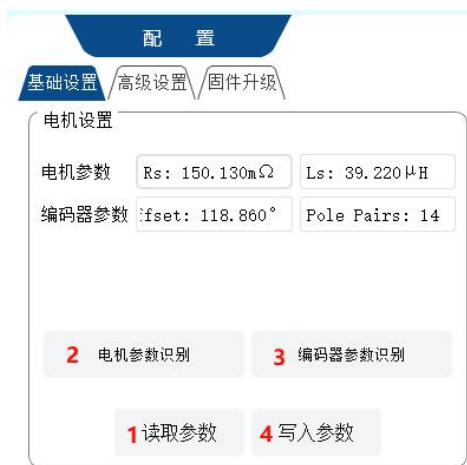 配 置
基础设置 高级设置 固件升级
电机设置
电机参数 Rs: 150.130mΩ Ls: 39.220μH
编码器参数 fset: 118.860° Pole Pairs: 14
2 电机参数识别 3 编码器参数识别
1 读取参数 4 写入参数